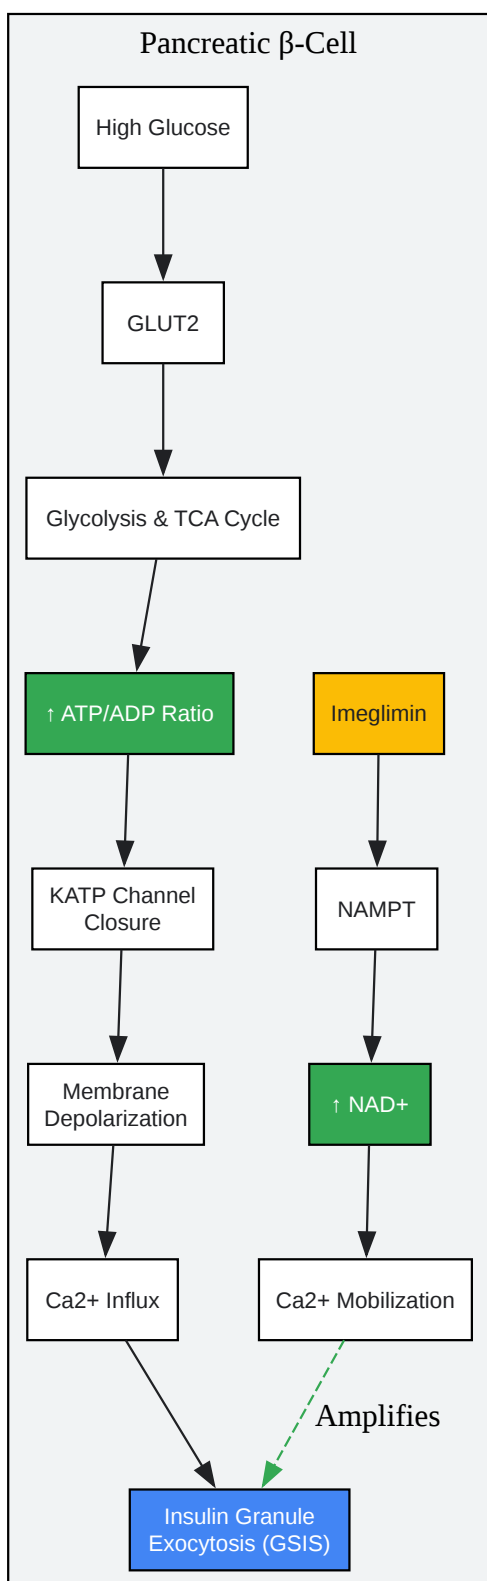 Pancreatic β-Cell
High Glucose
GLUT2
Glycolysis & TCA Cycle
↑ ATP/ADP Ratio
Imeglimin
KATP Channel
Closure
NAMPT
Membrane
Depolarization
↑ NAD+
Ca2+ Influx
Ca2+ Mobilization
Amplifies
Insulin Granule
Exocytosis (GSIS)